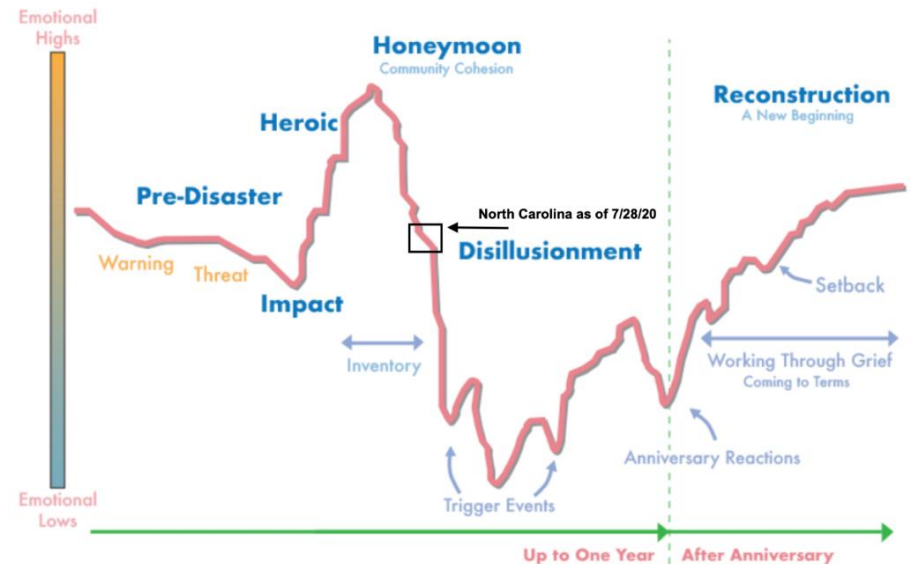 Emotional
Highs
Honeymoon
Community Cohesion
Reconstruction
A New Beginning
Heroic
Pre-Disaster
North Carolina as of 7/28/20
Disillusionment
Warning
Threat
Setback
Impact
Inventory
Working Through Grief
Coming to Terms
Anniversary Reactions
Trigger Events
Emotional
Lows
Up to One Year
After Anniversary